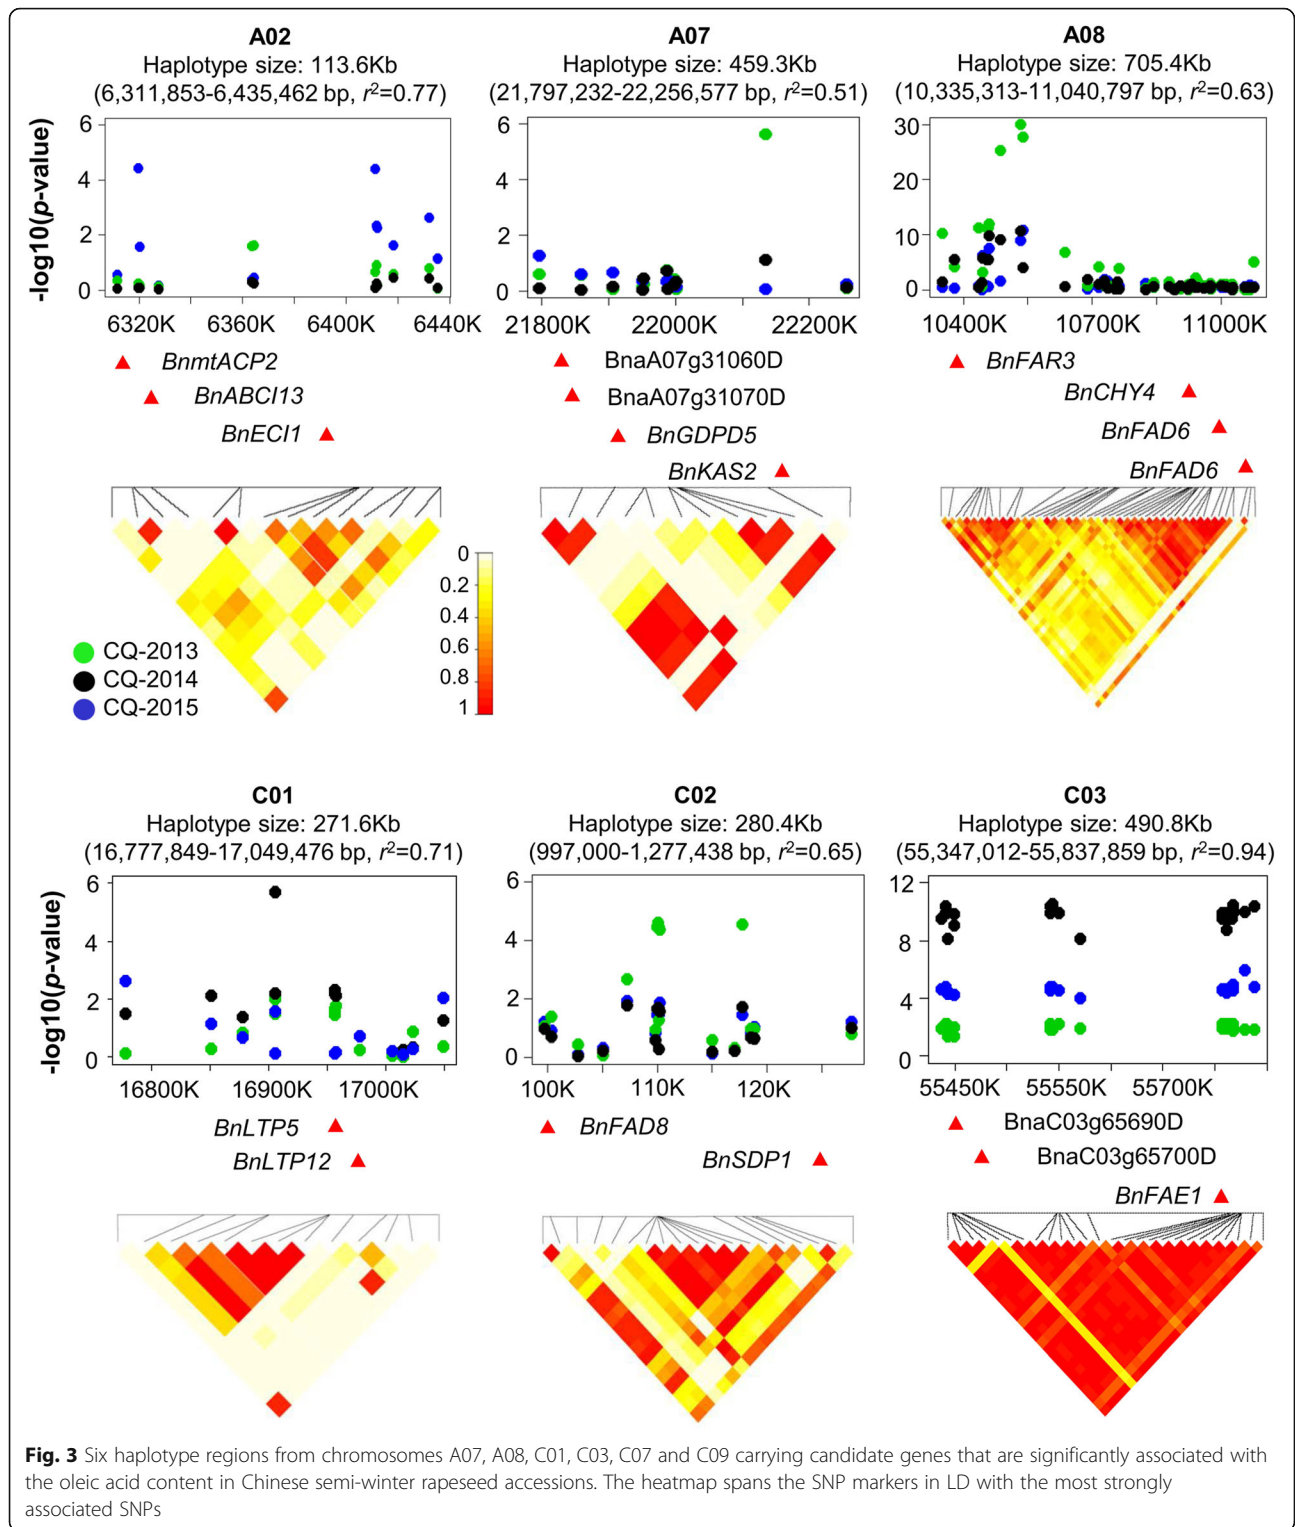 A02
Haplotype size: 113.6Kb
(6,311,853-6,435,462 bp, r²=0.77)
A07
Haplotype size: 459.3Kb
(21,797,232-22,256,577 bp, r²=0.51)
A08
Haplotype size: 705.4Kb
(10,335,313-11,040,797 bp, r²=0.63)
-log10(p-value)
6
4
2
0
6320K 6360K 6400K 6440K
6
4
2
0
21800K 22000K 22200K
30
20
10
0
10400K 10700K 11000K
BnmtACP2
BnABCI13
BnECI1
BnaA07g31060D
BnaA07g31070D
BnGDPD5
BnKAS2
BnFAR3
BnCHY4
BnFAD6
BnFAD6
0
0.2
0.4
0.6
0.8
1
CQ-2013
CQ-2014
CQ-2015
C01
Haplotype size: 271.6Kb
(16,777,849-17,049,476 bp, r²=0.71)
C02
Haplotype size: 280.4Kb
(997,000-1,277,438 bp, r²=0.65)
C03
Haplotype size: 490.8Kb
(55,347,012-55,837,859 bp, r²=0.94)
-log10(p-value)
6
4
2
0
16800K 16900K 17000K
6
4
2
0
100K 110K 120K
12
8
4
0
55450K 55550K 55700K
BnLTP5
BnLTP12
BnFAD8
BnSDP1
BnaC03g65690D
BnaC03g65700D
BnFAE1
Fig. 3 Six haplotype regions from chromosomes A07, A08, C01, C03, C07 and C09 carrying candidate genes that are significantly associated with
the oleic acid content in Chinese semi-winter rapeseed accessions. The heatmap spans the SNP markers in LD with the most strongly
associated SNPs